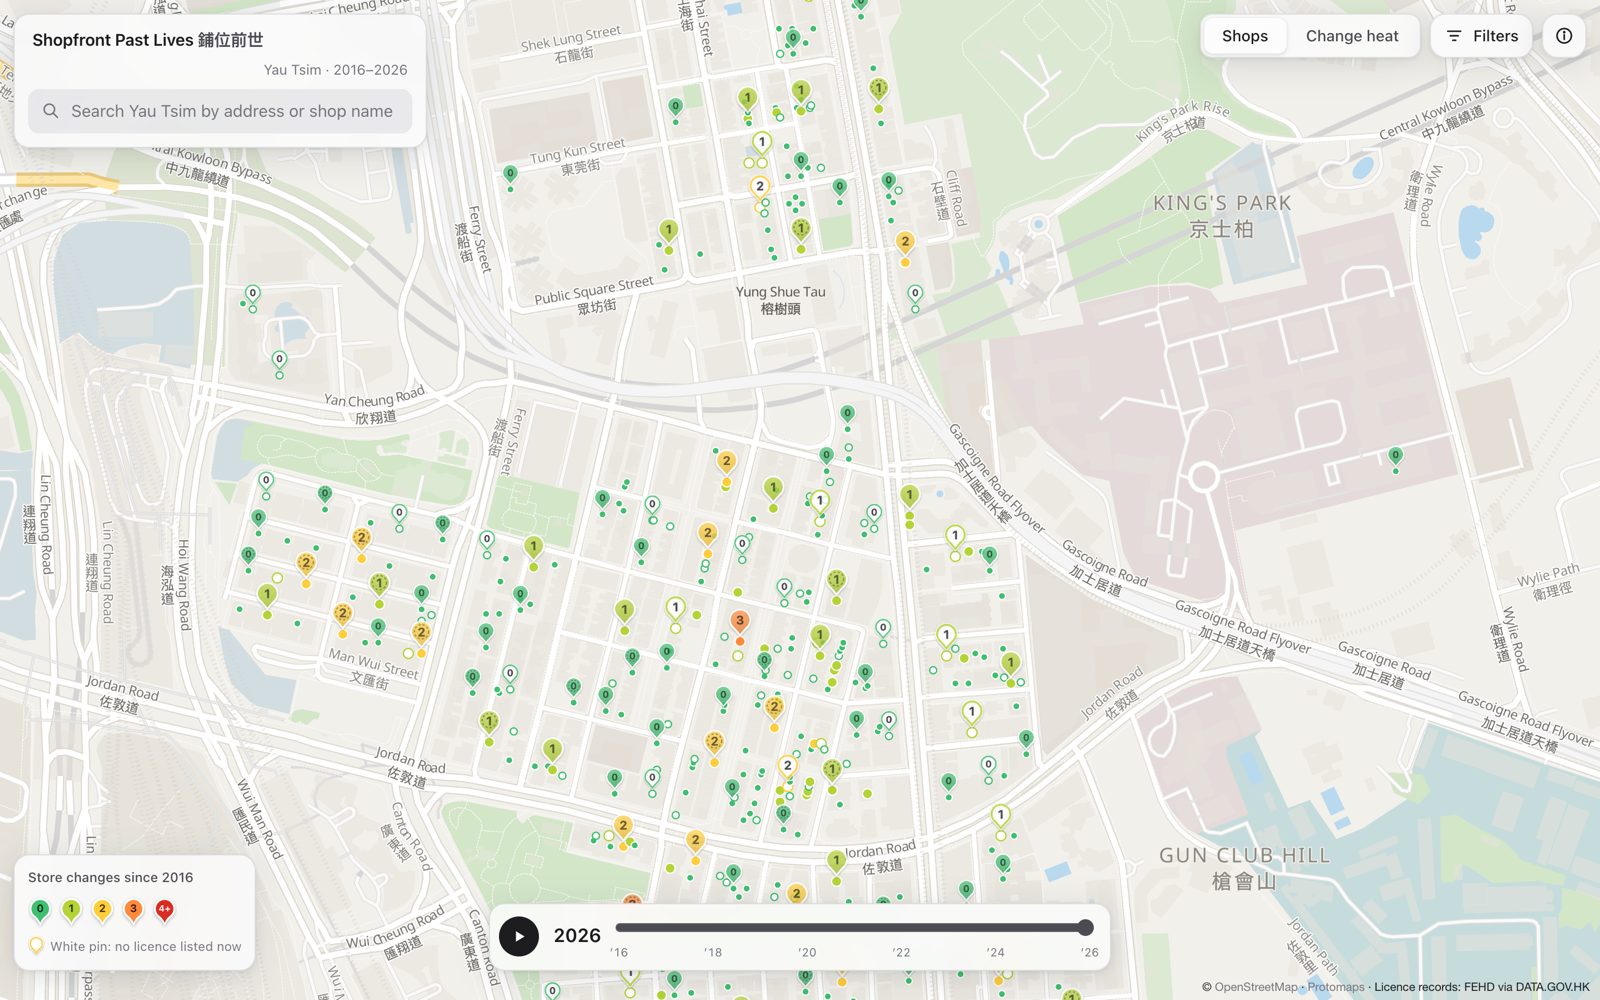 Shopfront Past Lives 鋪位前世
Yau Tsim · 2016–2026
Search Yau Tsim by address or shop name
Shops
Change heat
Filters
Shek Lung Street
石龍街
Tung Kun Street
東莞街
Ferry Street
渡船街
Public Square Street
眾坊街
Yung Shue Tau
榕樹頭
Cliff Road
石壁道
King's Park Rise
京士柏道
Central Kowloon Bypass
中九龍繞道
Wylie Road
衛理道
KING'S PARK
京士柏
中九龍繞道
Yan Cheung Road
欣翔道
Ferry Street
渡船街
Lin Cheung Road
連翔道
Lin Cheung Road
連翔道
Hoi Wang Road
海泓道
Man Wui Street
文匯街
Jordan Road
佐敦道
Jordan Road
佐敦道
Gascoigne Road Flyover
加士居道天橋
Gascoigne Road
加士居道
Gascoigne Road Flyover
加士居道天橋
Gascoigne Road
加士居道
Gascoigne Road Flyover
加士居道天橋
Wylie Path
衛理徑
Wylie Road
衛理道
Jordan Road
佐敦道
Jordan Road
佐敦道
Wui Man Road
匯民道
Canton Road
廣東道
Wui Cheung Road
匯翔道
Canton Road
廣東道
GUN CLUB HILL
槍會山
Jordan Path
佐敦里
Store changes since 2016
0 1 2 3 4+
White pin: no licence listed now
2026
'16 '18 '20 '22 '24 '26
© OpenStreetMap · Protomaps · Licence records: FEHD via DATA.GOV.HK